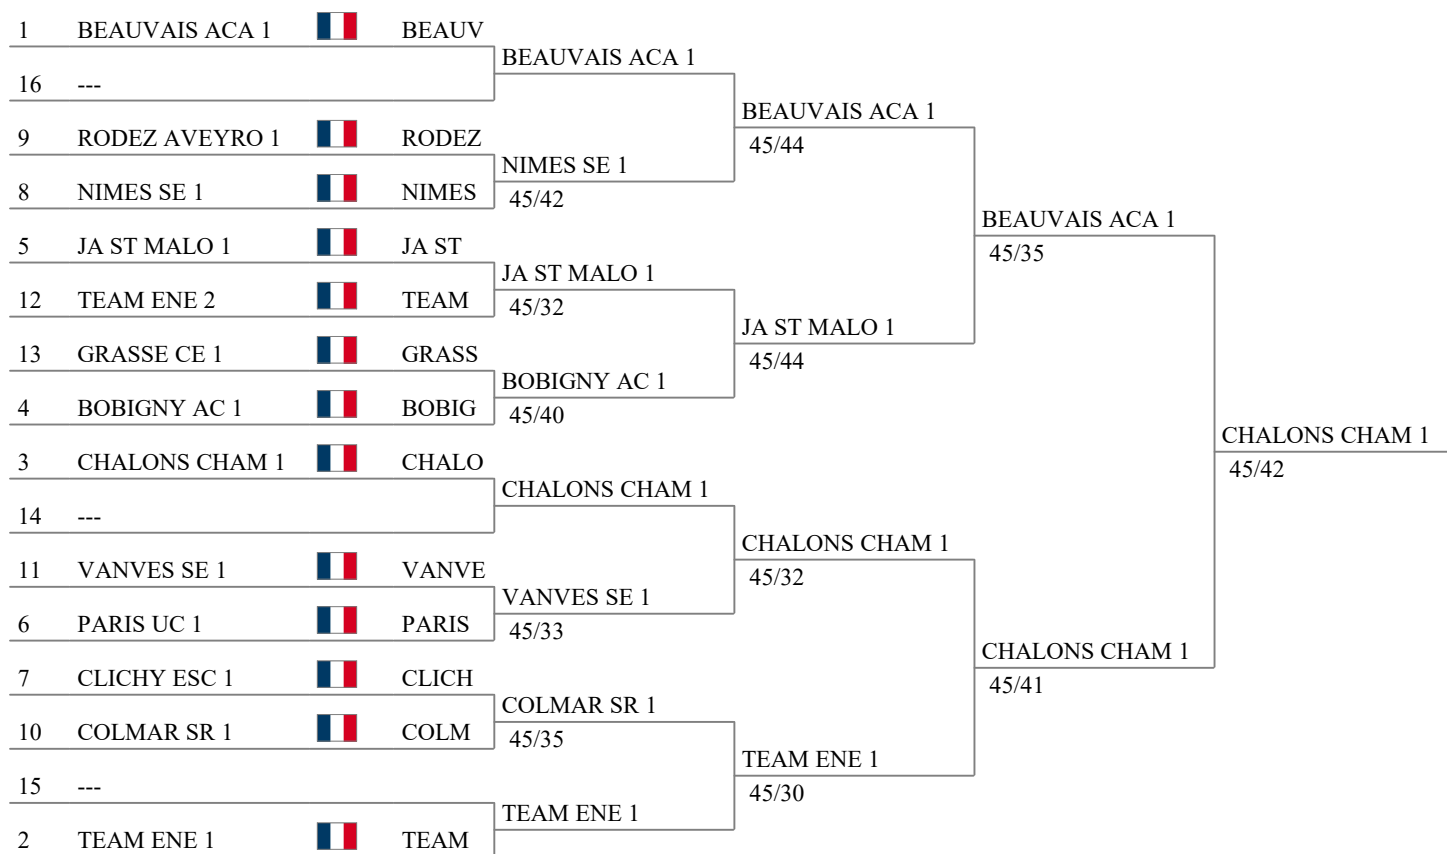 1 BEAUVAIS ACA 1 BEAUV
BEAUVAIS ACA 1
16 ---
BEAUVAIS ACA 1
45/44
9 RODEZ AVEYRO 1 RODEZ
NIMES SE 1
45/42
8 NIMES SE 1 NIMES
BEAUVAIS ACA 1
45/35
5 JA ST MALO 1 JA ST
JA ST MALO 1
45/32
12 TEAM ENE 2 TEAM
JA ST MALO 1
45/44
13 GRASSE CE 1 GRASS
BOBIGNY AC 1
45/40
4 BOBIGNY AC 1 BOBIG
CHALONS CHAM 1
45/42
3 CHALONS CHAM 1 CHALO
CHALONS CHAM 1
14 ---
CHALONS CHAM 1
45/32
11 VANVES SE 1 VANVE
VANVES SE 1
45/33
6 PARIS UC 1 PARIS
CHALONS CHAM 1
45/41
7 CLICHY ESC 1 CLICH
COLMAR SR 1
45/35
10 COLMAR SR 1 COLM
TEAM ENE 1
45/30
15 ---
TEAM ENE 1
2 TEAM ENE 1 TEAM